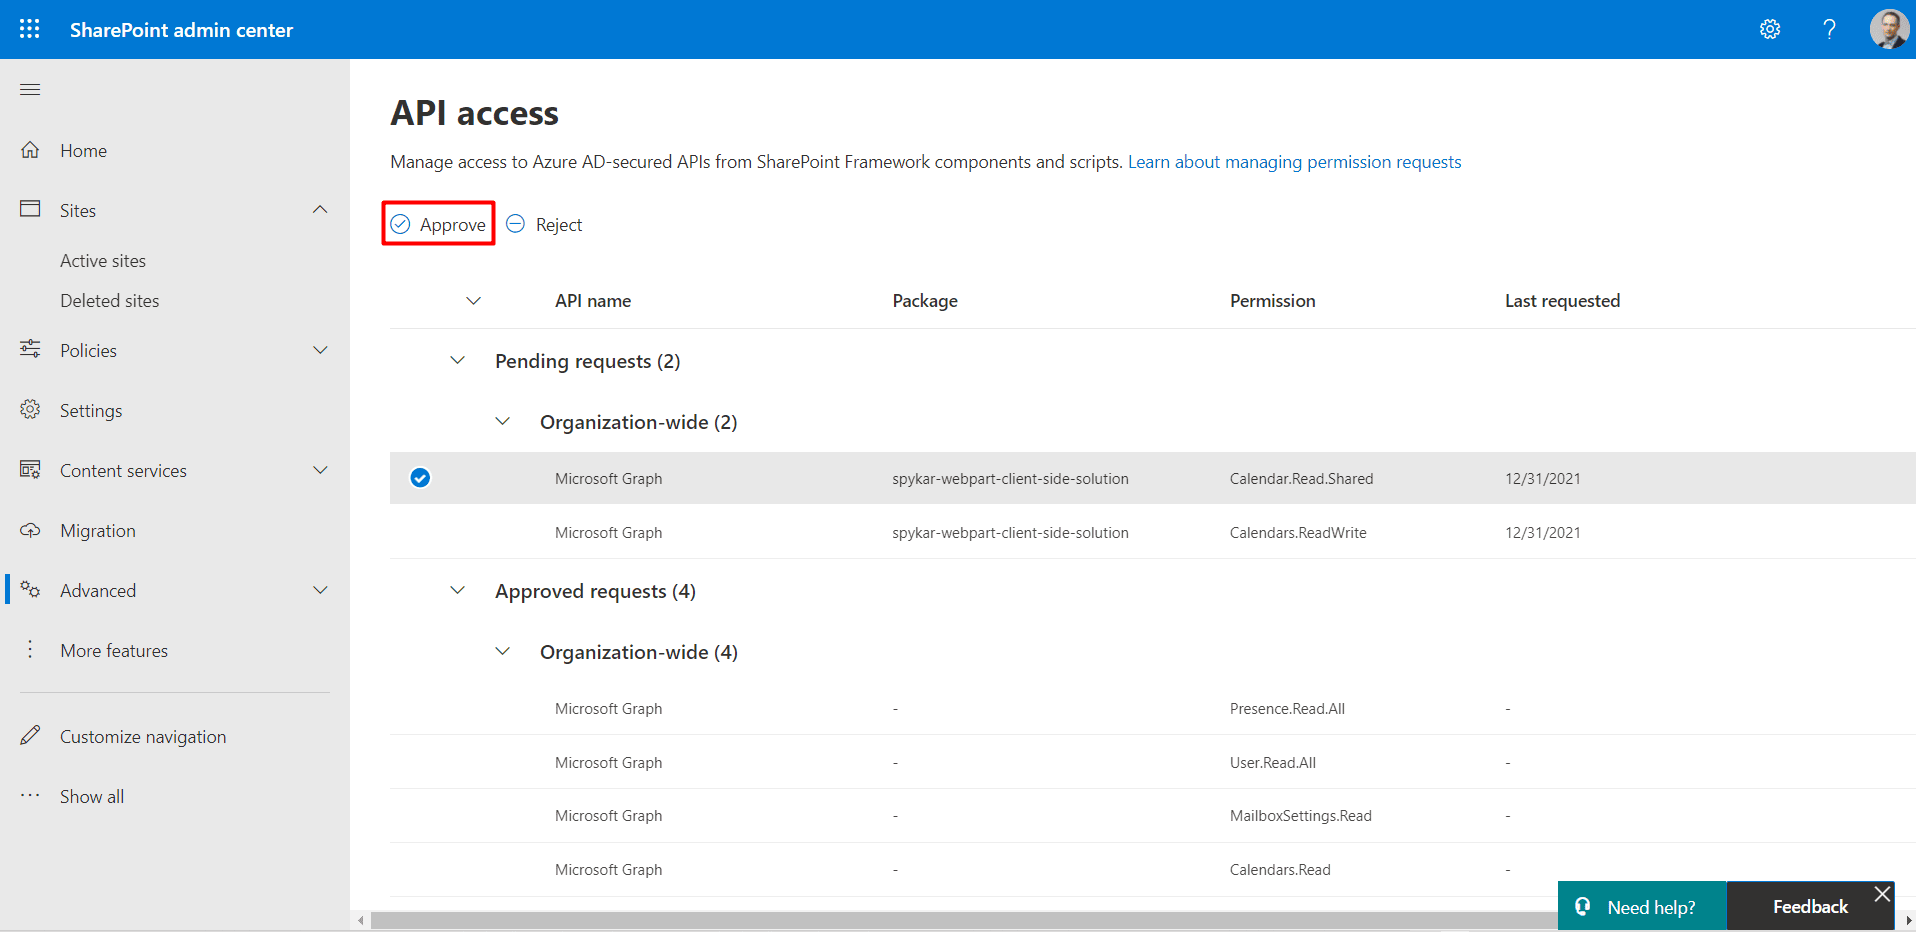 SharePoint admin center
Home
Sites
Active sites
Deleted sites
Policies
Settings
Content services
Migration
Advanced
More features
Customize navigation
Show all
API access
Manage access to Azure AD-secured APIs from SharePoint Framework components and scripts. Learn about managing permission requests
Approve Reject
API name Package Permission Last requested
Pending requests (2)
Organization-wide (2)
Microsoft Graph spykar-webpart-client-side-solution Calendar.Read.Shared 12/31/2021
Microsoft Graph spykar-webpart-client-side-solution Calendars.ReadWrite 12/31/2021
Approved requests (4)
Organization-wide (4)
Microsoft Graph - Presence.Read.All -
Microsoft Graph - User.Read.All -
Microsoft Graph - MailboxSettings.Read -
Microsoft Graph - Calendars.Read -
Need help? Feedback